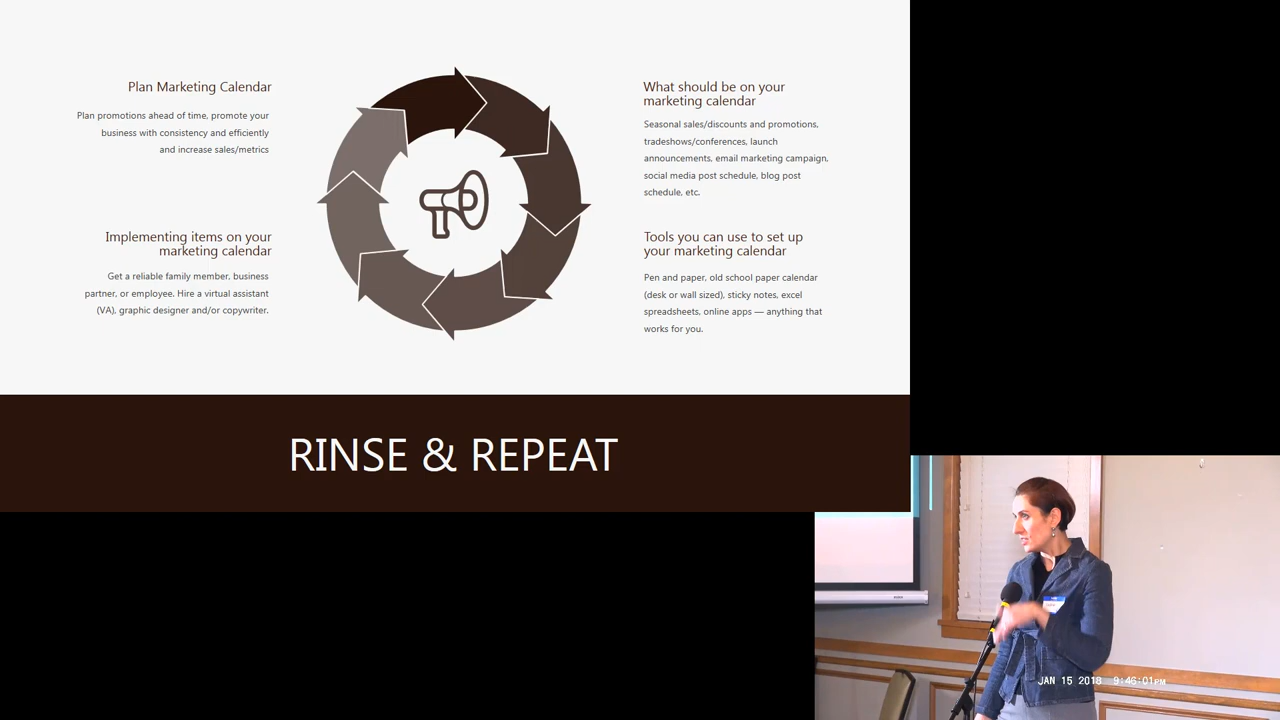 Plan Marketing Calendar
Plan promotions ahead of time, promote your
business with consistency and efficiently
and increase sales/metrics
What should be on your
marketing calendar
Seasonal sales/discounts and promotions,
tradeshows/conferences, launch
announcements, email marketing campaign,
social media post schedule, blog post
schedule, etc.
Implementing items on your
marketing calendar
Get a reliable family member, business
partner, or employee. Hire a virtual assistant
(VA), graphic designer and/or copywriter.
Tools you can use to set up
your marketing calendar
Pen and paper, old school paper calendar
(desk or wall sized), sticky notes, excel
spreadsheets, online apps — anything that
works for you.
RINSE & REPEAT
JAN 15 2018 9:46:01PM